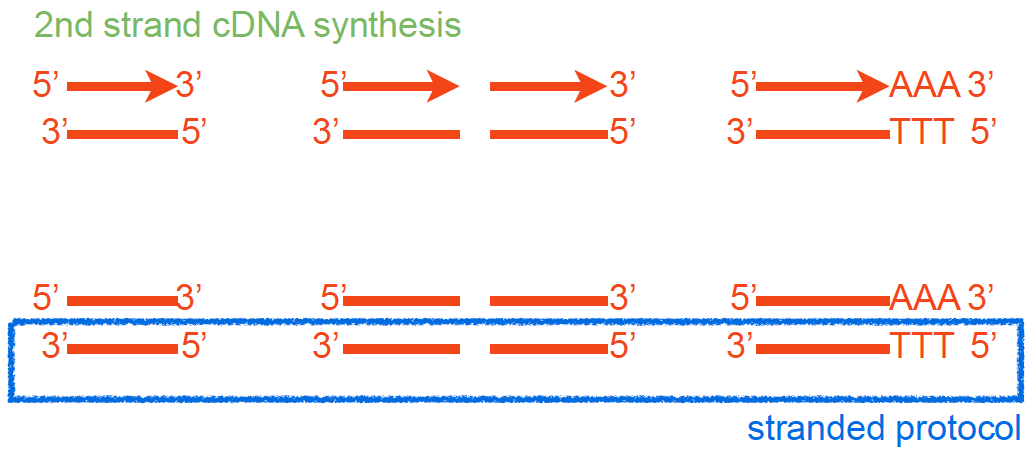 2nd strand cDNA synthesis
5’ 3’ 5’ 3’ 5’ AAA 3’
3’ 5’ 3’ 5’ 3’ TTT 5’
5’ 3’ 5’ 3’ 5’ AAA 3’
3’ 5’ 3’ 5’ 3’ TTT 5’
stranded protocol